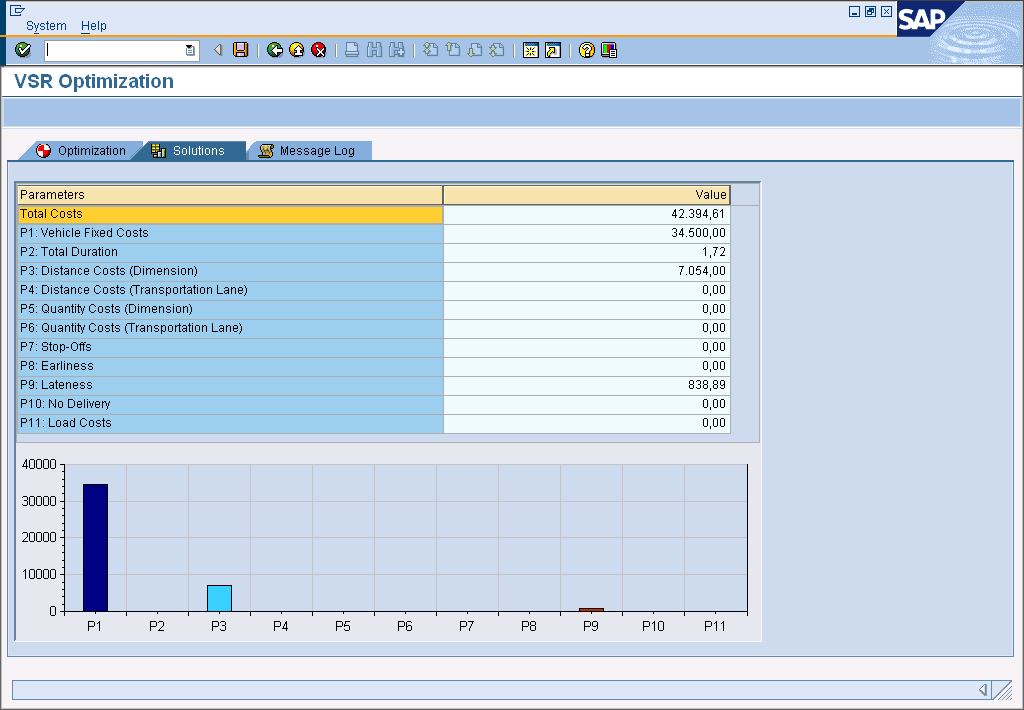 System Help
SAP
VSR Optimization
Optimization Solutions Message Log
Parameters Value
Total Costs 42.394,61
P1: Vehicle Fixed Costs 34.500,00
P2: Total Duration 1,72
P3: Distance Costs (Dimension) 7.054,00
P4: Distance Costs (Transportation Lane) 0,00
P5: Quantity Costs (Dimension) 0,00
P6: Quantity Costs (Transportation Lane) 0,00
P7: Stop-Offs 0,00
P8: Earliness 0,00
P9: Lateness 838,89
P10: No Delivery 0,00
P11: Load Costs 0,00
40000
30000
20000
10000
0
P1 P2 P3 P4 P5 P6 P7 P8 P9 P10 P11